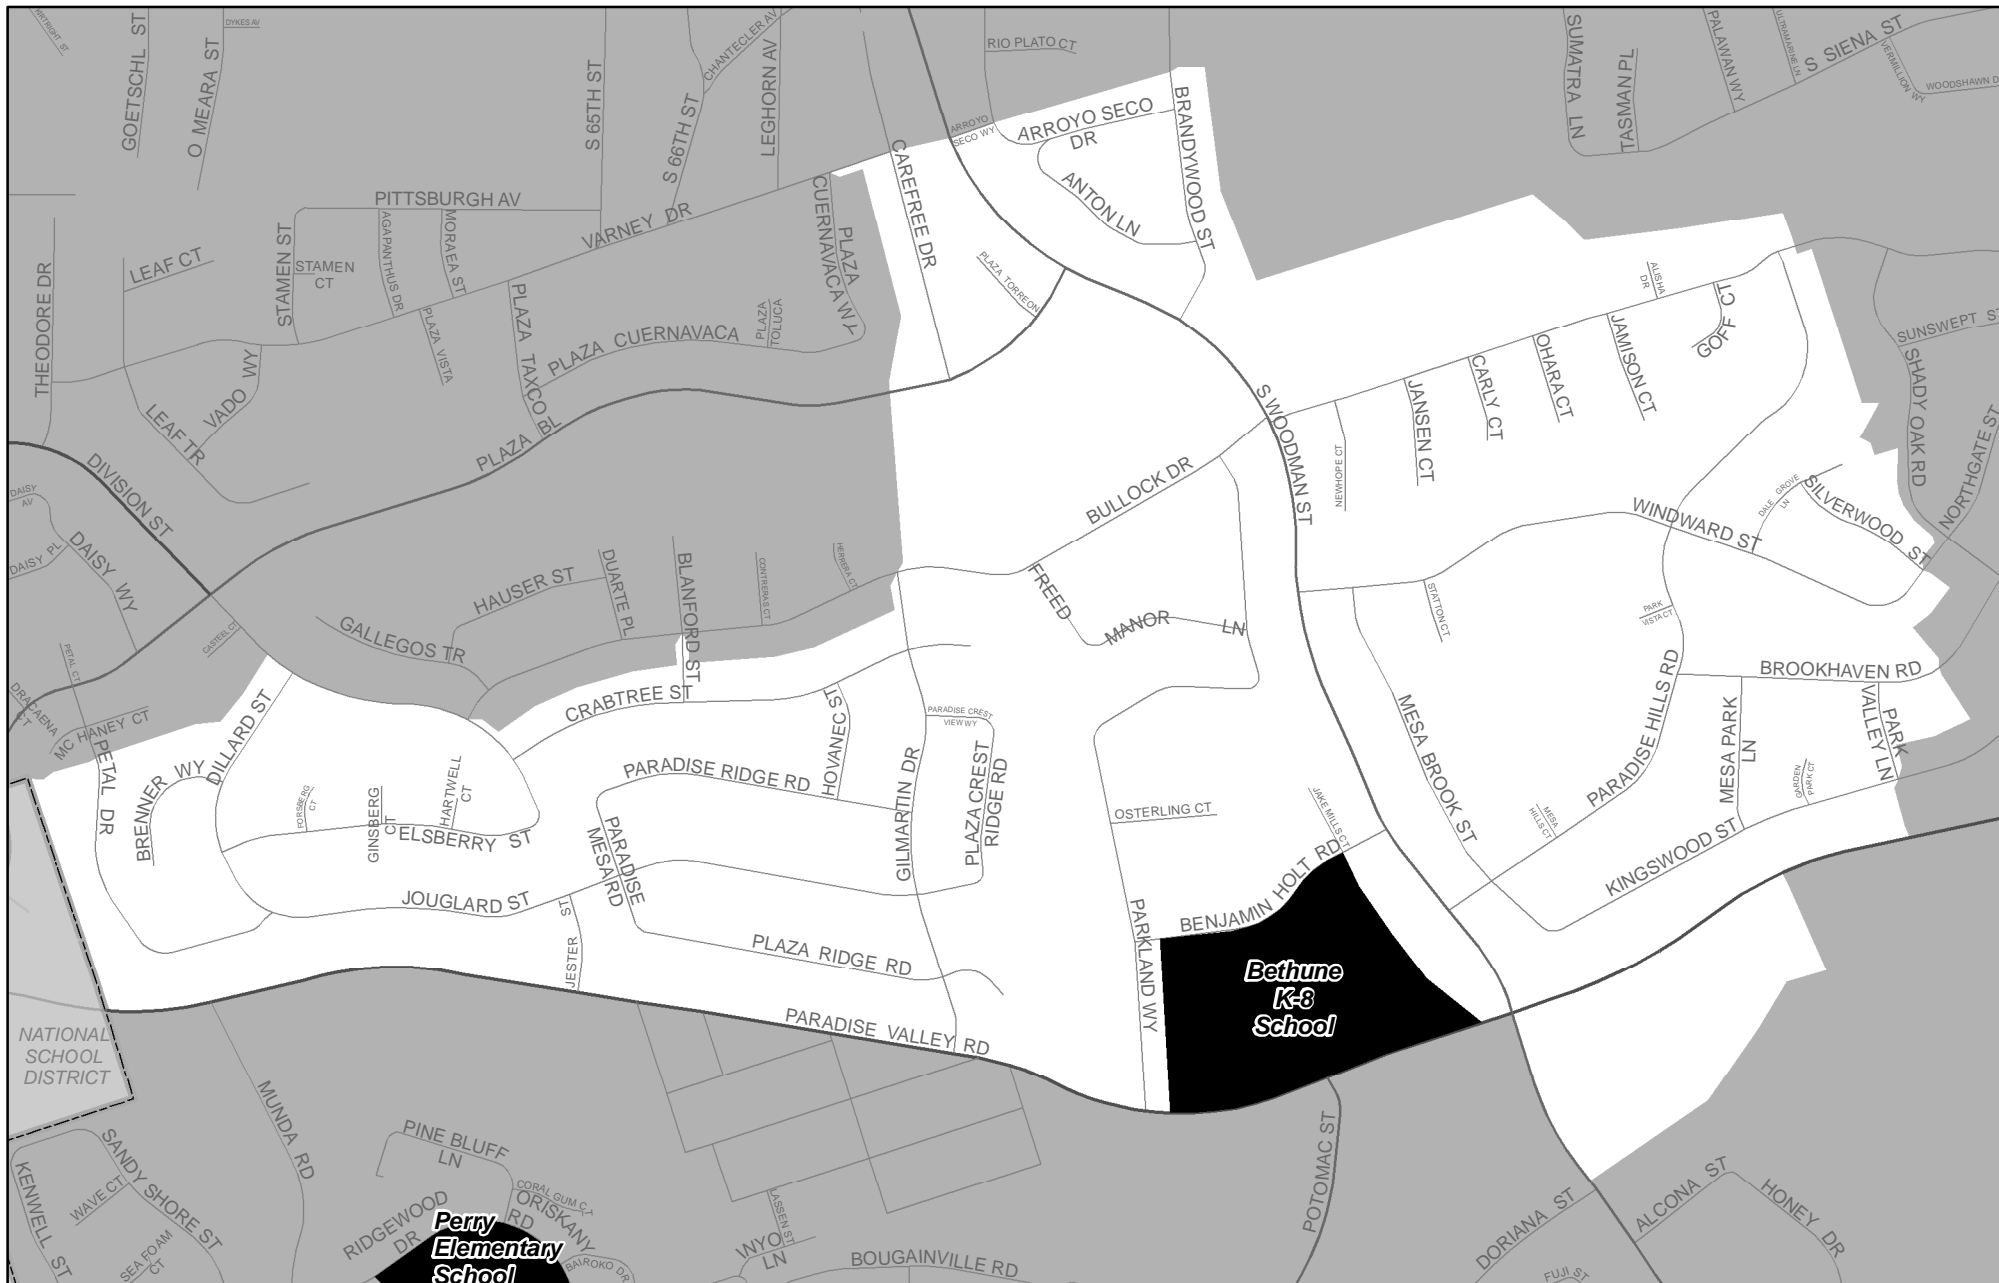 KIRTRIGHT ST
GOETSCHL ST
O MEARA ST
DYKES AV
S 65TH ST
S 66TH ST
CHANTECLER AV
LEGHORN AV
RIO PLATO CT
SUMATRA LN
TASMAN PL
PALAWAN WY
ULTRAMARINE LN
S SIENA ST
VERMILLION WY
WOODSHAWN D
ARROYO
SECO WY
ARROYO SECO
DR
BRANDYWOOD ST
ANTON LN
CAREFREE DR
PITTSBURGH AV
VARNEY DR
AGAPANTHUS DR
MORAEA ST
STAMEN ST
STAMEN
CT
LEAF CT
THEODORE DR
PLAZA
CUERNAVACA WY
PLAZA
TOLUCA
PLAZA CUERNAVACA
PLAZA TAXCO
PLAZA VISTA
PLAZA BL
PLAZA TORREON
VADO WY
LEAF TR
DIVISION ST
DAISY
AV
DAISY PL
DAISY WY
ALISHA
DR
GOFF CT
JAMISON CT
OHARA CT
CARLY CT
JANSEN CT
NEWHOPE CT
S WOODMAN ST
BULLOCK DR
SUNSWEPT ST
SHADY OAK RD
NORTHGATE ST
SILVERWOOD ST
DALE GROVE
LN
WINDWARD ST
HAUSER ST
DUARTE PL
BLANFORD ST
CONTRERAS CT
HERRERA CT
GALLEGOS TR
CASTEEL CT
PETAL CT
DRACAENA
CT
MC HANEY CT
FREED
MANOR
LN
STATTON CT
PARK
VISTA CT
BROOKHAVEN RD
PARK
VALLEY LN
MESA PARK
LN
GARDEN
PARK CT
PARADISE HILLS RD
MESA BROOK ST
MESA
HILLS CT
KINGSWOOD ST
CRABTREE ST
HOVANEC ST
PARADISE CREST
VIEW WY
PLAZA CREST
RIDGE RD
GILMARTIN DR
PARADISE RIDGE RD
PARADISE
MESA RD
DILLARD ST
BRENNER WY
PETAL DR
FORSBERG
CT
GINSBERG
CT
HARTWELL
CT
ELSBERRY ST
JOUGLARD ST
JESTER ST
PLAZA RIDGE RD
PARADISE VALLEY RD
OSTERLING CT
JAKE MILLS CT
BENJAMIN HOLT RD
PARKLAND WY
Bethune
K-8
School
NATIONAL
SCHOOL
DISTRICT
MUNDA RD
PINE BLUFF
LN
SANDY SHORE ST
WAVE CT
KENWELL ST
SEA FOAM
CT
RIDGEWOOD
DR
CORAL GUM CT
ORISKANY
RD
BAIROKO DR
Perry
Elementary
School
LASSEN ST
INYO
LN
BOUGAINVILLE RD
POTOMAC ST
DORIANA ST
FUJI ST
ALCONA ST
HONEY DR